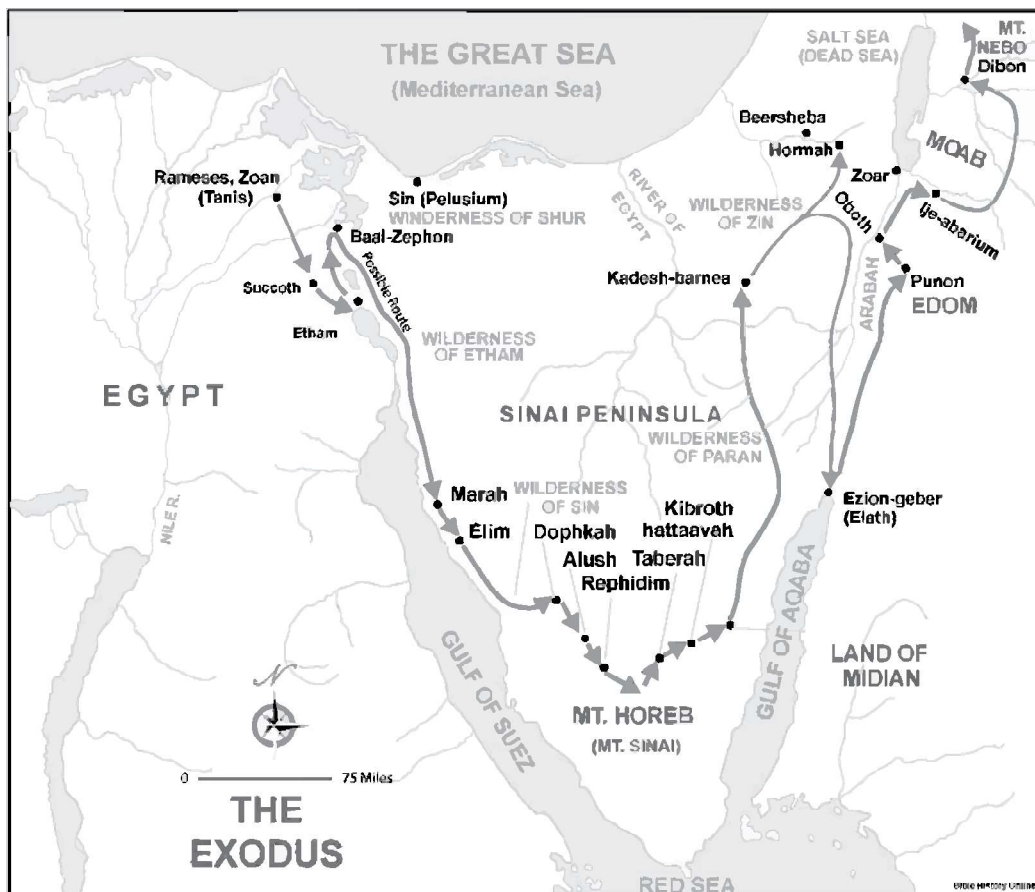 THE GREAT SEA
(Mediterranean Sea)
SALT SEA
(DEAD SEA)
MT.
NEBO
Dibon
Beersheba
Hormah
MOAB
Zoar
Rameses, Zoan
(Tanis)
Sin (Pelusium)
WINDERNESS OF SHUR
RIVER OF
EGYPT
WILDERNESS
OF ZIN
Oboth
Ije-abarium
Baal-Zephon
Possible Route
Succoth
Etham
Kadesh-barnea
ARABAH
Punon
EDOM
WILDERNESS
OF ETHAM
EGYPT
SINAI PENINSULA
WILDERNESS
OF PARAN
NILE R.
Marah
Elim
WILDERNESS
OF SIN
Dophkah
Alush
Rephidim
Kibroth
hattaavah
Taberah
Ezion-geber
(Elath)
GULF OF SUEZ
GULF OF AQABA
LAND OF
MIDIAN
MT. HOREB
(MT. SINAI)
N
0 75 Miles
THE
EXODUS
RED SEA
Bible History Online